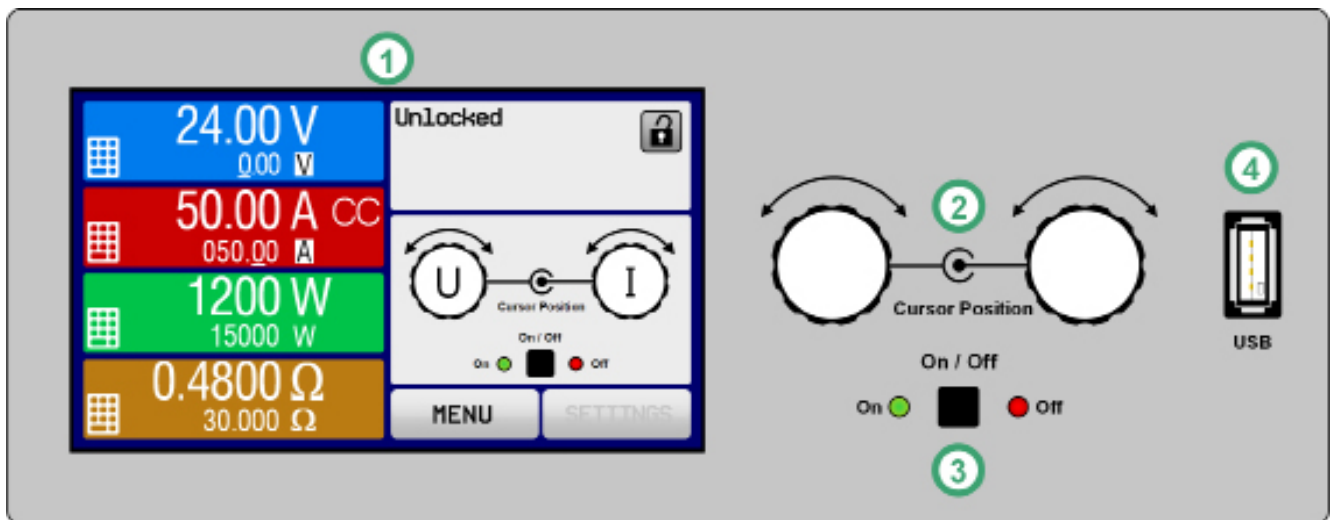 1
24.00 V
0.00 V
50.00 A CC
050.00 A
1200 W
15000 W
0.4800 Ω
30.000 Ω
Unlocked
U
I
Cursor Position
On / Off
On
Off
MENU
SETTINGS
2
Cursor Position
On / Off
On
Off
3
4
USB